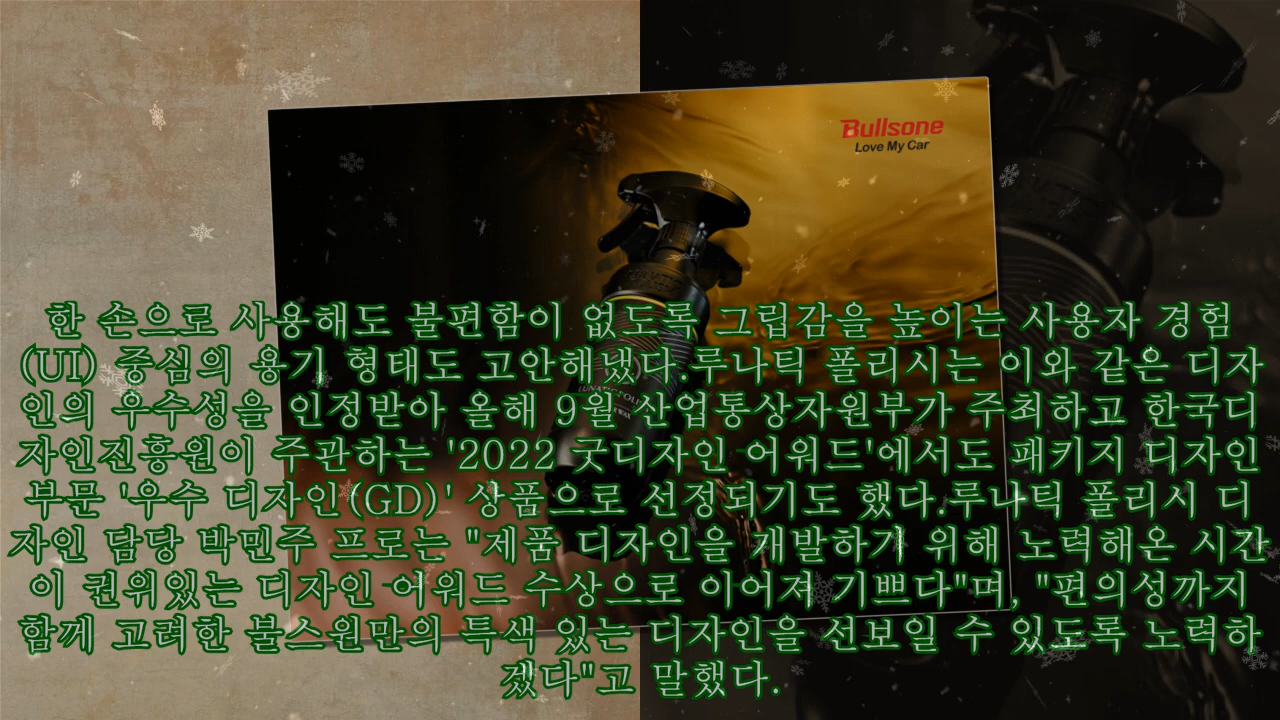 Bullsone
Love My Car
한 손으로 사용해도 불편함이 없도록 그립감을 높이는 사용자 경험
(UI) 중심의 용기 형태도 고안해냈다.루나틱 폴리시는 이와 같은 디자
인의 우수성을 인정받아 올해 9월 산업통상자원부가 주최하고 한국디
자인진흥원이 주관하는 '2022 굿디자인 어워드'에서도 패키지 디자인
부문 '우수 디자인(GD)' 상품으로 선정되기도 했다.루나틱 폴리시 디
자인 담당 박민주 프로는 "제품 디자인을 개발하기 위해 노력해온 시간
이 권위있는 디자인 어워드 수상으로 이어져 기쁘다"며, "편의성까지
함께 고려한 불스원만의 특색 있는 디자인을 선보일 수 있도록 노력하
겠다"고 말했다.